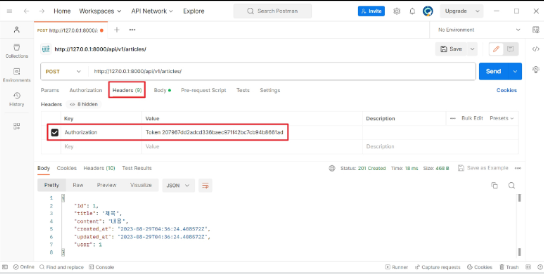 Home Workspaces API Network Explore Search Postman Invite Upgrade
POST http://127.0.0.1:8000/api No Environment
http://127.0.0.1:8000/api/v1/articles/ Save
POST http://127.0.0.1:8000/api/v1/articles/ Send
Params Authorization Headers (9) Body Pre-request Script Tests Settings Cookies
Headers 8 hidden
Key Value Description Bulk Edit Presets
Authorization Token
Key Value Description
Body Cookies Headers (10) Test Results Status: 201 Created Time: 18 ms Size: 468 B Save as Example
Pretty Raw Preview Visualize JSON
1 {
2 "id": 1,
3 "title": "제목",
4 "content": "내용",
5 "created_at": "2023-08-29T04:36:24.408672Z",
6 "updated_at": "2023-08-29T04:36:24.408672Z",
7 "user": 1
8 }
Collections
Environments
History
Online Find and replace Console Runner Capture requests Cookies Trash